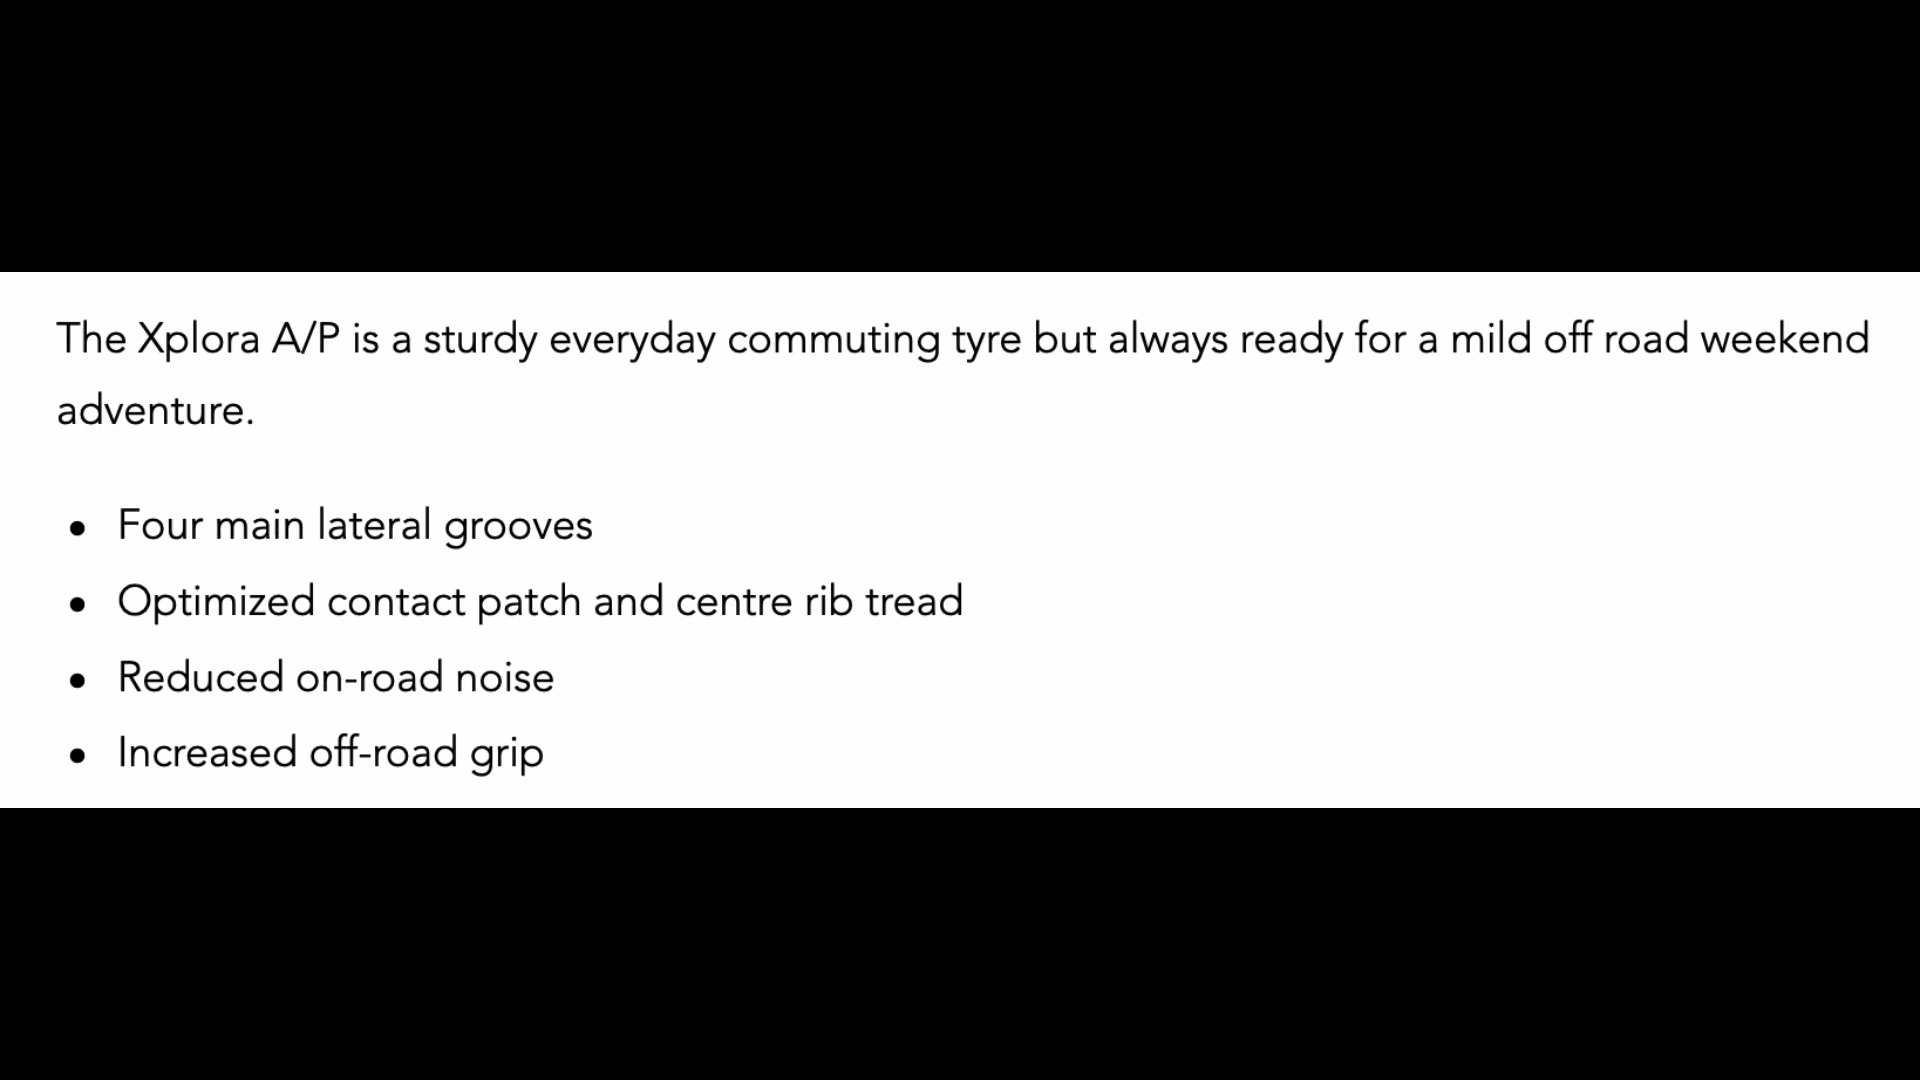 The Xplora A/P is a sturdy everyday commuting tyre but always ready for a mild off road weekend
adventure.
• Four main lateral grooves
• Optimized contact patch and centre rib tread
• Reduced on-road noise
• Increased off-road grip